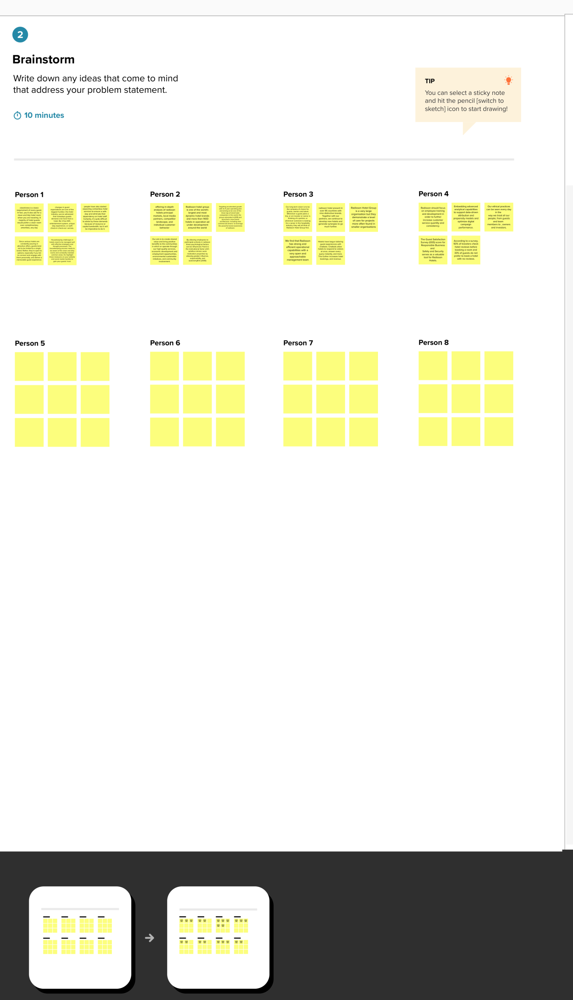 2
Brainstorm
Write down any ideas that come to mind
that address your problem statement.
10 minutes
TIP
You can select a sticky note
and hit the pencil [switch to
sketch] icon to start drawing!
Person 1
cleanliness is a basic
requirement of every guest.
In fact, you'd also ask for a
clean and tidy hotel room
when you are traveling. A
majority of hotel guests
would prefer a clean room
over complimentary
amenities, any day
changes in guest
expectations are one of the
biggest hurdles i the hotel
industry. you've witnessed
that nowadays guests
demand a lot more from a
hotel. Be it free Wifi,
entertainment system, unique
stay experience, or swift
check-in check-out serives.
people have also started
expecting contactless hotel
services to ensure a safe
stay and eliminate their
dependency on hotel staff.
Certainly, it's quite difficult
to abide by these demands
because of resource or
capital bandwidth, but it will
be imperative to do it.
Since various hotels are
constantly pouring in
attractive offers, guests tend
not to be limited to a single
brand. Rather, they're open to
options, especially if you fail
to connect and engage with
them personally, and deliver a
memorable guest experience.
Housekeeping challenges in
hotels need to be managed well
with effective strategies and
thought processes. The
housekeeping process needs to
be aware of the clean and dirty
rooms and constantly maintain
common areas. Do highlight
these measures on your website
and social media handles to
gain your guests' trust.
Person 2
offering in-depth
analysis of radisson
hotels principal
markets, local media
partners, competitor
landscape, and
individual customer
behavior
Radisson hotel group
is one of the world's
largest and most
dynamic hotel brands
and more than 1400
hotels in operation ad
under development
around the world
Targeting accelerated growth
with its 5-year operating plan
and aiming to be one of the
three top-of-mind hotel
companies in the world, the
group rebranded in2018 and
launched a new brand
architecture- including new
commercial drivers- to leverage
the powerful brand awareness
of radisson.
Our aim is to create shared
value and bring positive
benefits to the communities
in which er operate through
our high-quality services,
economic development and
employment opportunities,
environmental sustainable
initiatives, and community
involvement.
By allowing employees to
participate actively in radisson
three psychological factors
can be influenced. Fisrst is
the motivational factor wich
satisfies intrinsic work
motivation properties by
allowing greater influence,
responsibility, and
autonomy(Kim,2006)
Person 3
Our long-term vision is to be
the company of choice for
guests, owners and talent.
Whenever a guest plans a
trip, or an investor or owner is
thinking of a partner, or
whenever someone is looking
for a career in the hospitality
industry, they will all think of
Radisson Hotel Group first.
radisson hotel present in
over 95 countries with
nine distinctive brands.
Together with our
partners, we continue to
develop new hotels and
generate synergies to go
much further.
Radisson Hotel Group
is a very large
organisation but they
demonstrate a level
of care for projects
more often found in
smaller organisations
We find that Radisson
has strong and
efficient operational
capabilities with a
very open and
approachable
management team
Hotels have begun tailoring
guest experiences with
chatbots. Chatbots allow
hotels to respond to visitors
at once, answer every
query instantly, and more.
This further increases hotel
bookings, and revenue.
Person 4
Radisson should focus
on employee training
and development in
order to further
increase customer
service quantity and
consistency.
Embedding advanced
analytical capabilities
to support data-driven
attribution and
propensity models and
optimize digital
campaign
performance.
Our ethical practices
can be seen every day
in the
way we treat all our
people, from guests
and team
members to , owners
and investors.
The Guest Satisfaction
Survey (GSS) score for
Responsible Business
and
Safety and Security
serves as a valuable
tool for Radisson
Hotels.
According to a survey,
93% of travelers check
hotel reviews before
booking a room and
33% of guests do not
prefer to book a hotel
with no reviews.
Person 5
Person 6
Person 7
Person 8